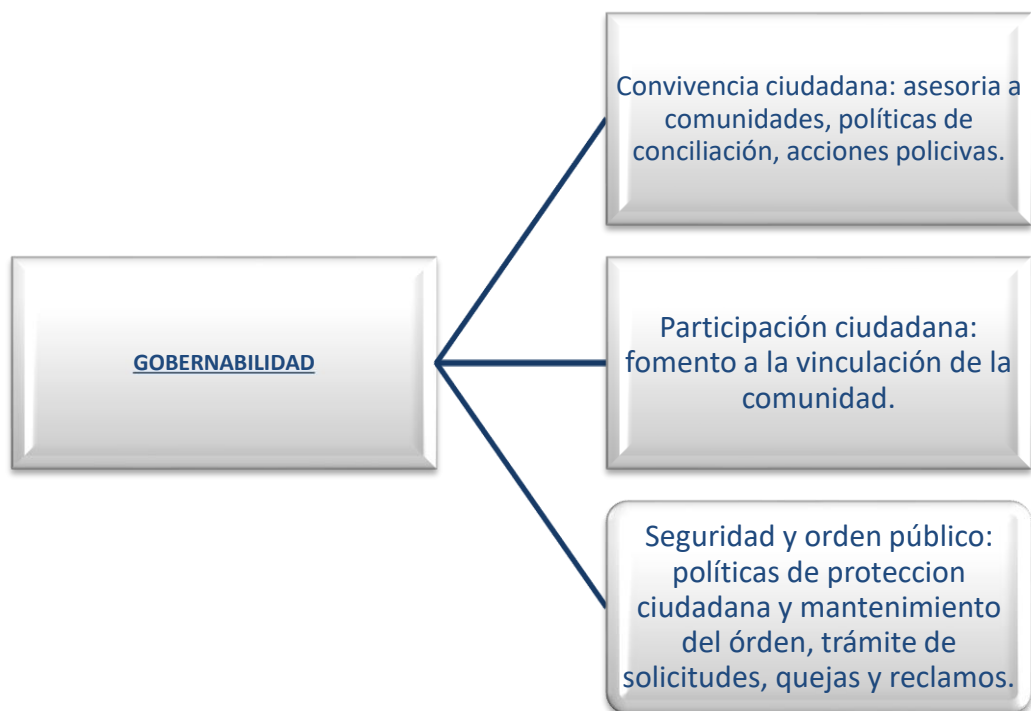 Convivencia ciudadana: asesoria a
comunidades, políticas de
conciliación, acciones policivas.
GOBERNABILIDAD
Participación ciudadana:
fomento a la vinculación de la
comunidad.
Seguridad y orden público:
políticas de proteccion
ciudadana y mantenimiento
del órden, trámite de
solicitudes, quejas y reclamos.